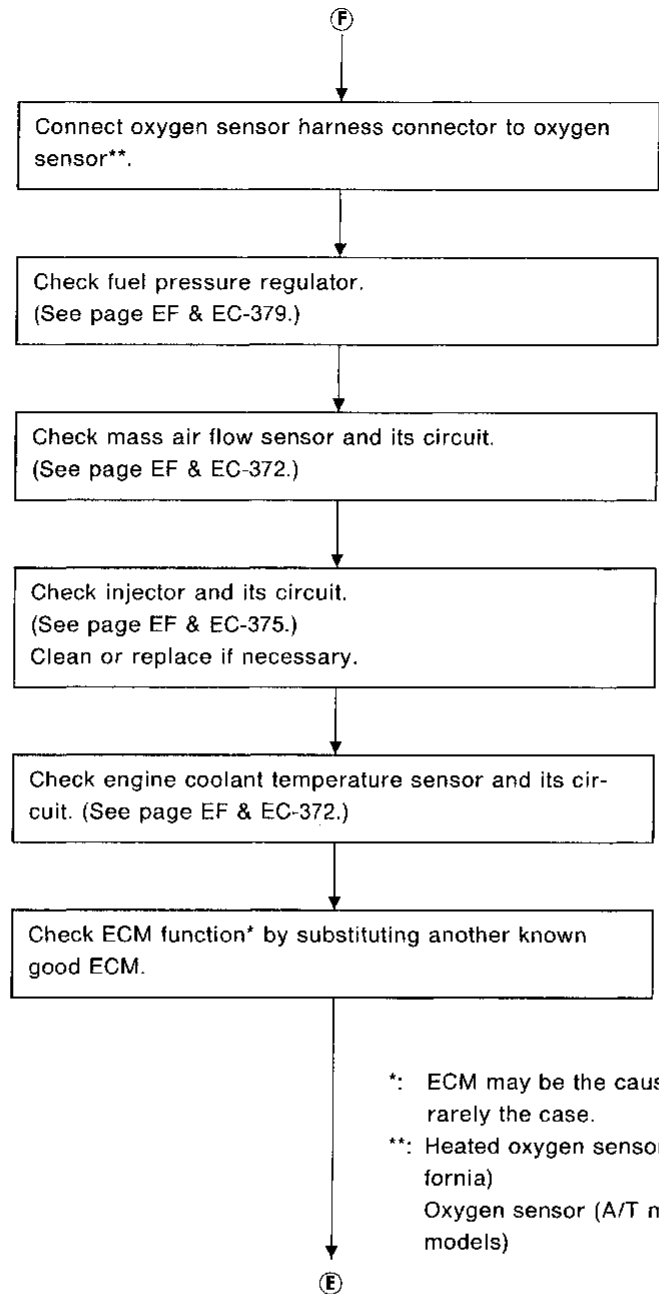 F
Connect oxygen sensor harness connector to oxygen
sensor**.
Check fuel pressure regulator.
(See page EF & EC-379.)
Check mass air flow sensor and its circuit.
(See page EF & EC-372.)
Check injector and its circuit.
(See page EF & EC-375.)
Clean or replace if necessary.
Check engine coolant temperature sensor and its cir-
cuit. (See page EF & EC-372.)
Check ECM function* by substituting another known
good ECM.
*: ECM may be the
rarely the case.
**: Heated oxygen sensor
fornia)
Oxygen sensor (A/T
models)
E